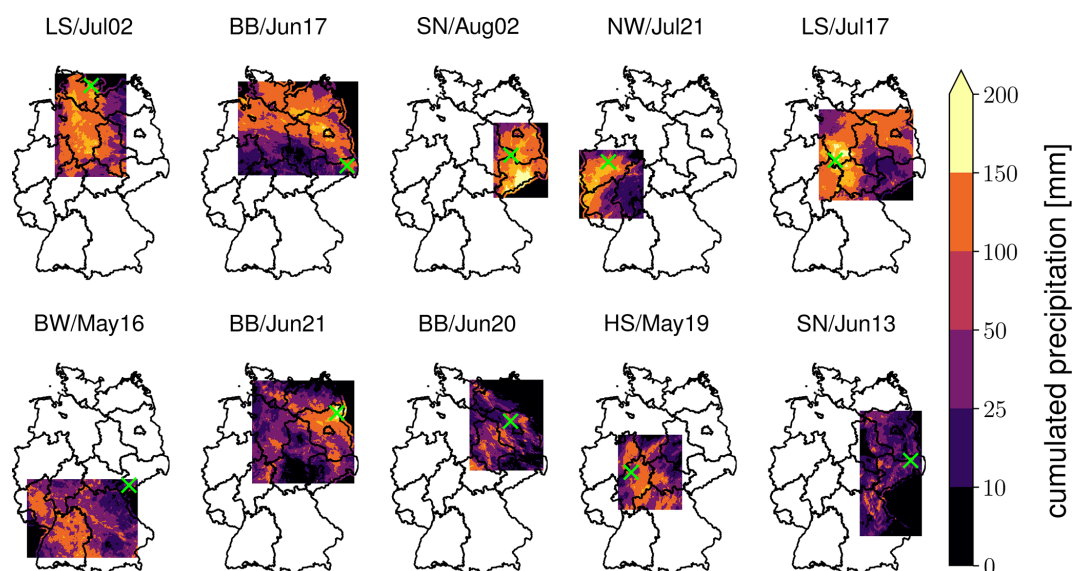 LS/Jul02 BB/Jun17 SN/Aug02 NW/Jul21 LS/Jul17
BW/May16 BB/Jun21 BB/Jun20 HS/May19 SN/Jun13
200
150
100
50
25
10
0
cumulated precipitation [mm]